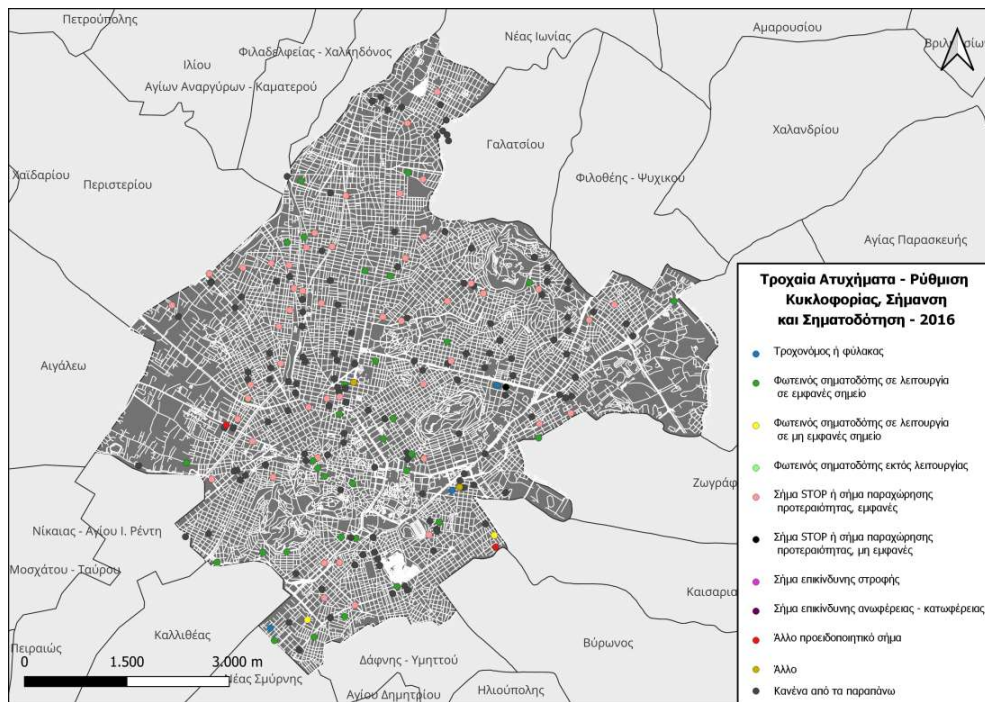 Πετρούπολης
Αμαρουσίου
Νέας Ιωνίας
Φιλαδελφείας - Χαλκηδόνος
Ιλίου
Αγίων Αναργύρων - Καματερού
Χαλανδρίου
Γαλατσίου
Χαϊδαρίου
Περιστερίου
Φιλοθέης - Ψυχικού
Αγίας Παρασκευής
Τροχαία Ατυχήματα - Ρύθμιση
Κυκλοφορίας, Σήμανση
και Σηματοδότηση - 2016
Τροχονόμος ή φύλακας
Φωτεινός σηματοδότης σε λειτουργία
σε εμφανές σημείο
Φωτεινός σηματοδότης σε λειτουργία
σε μη εμφανές σημείο
Φωτεινός σηματοδότης εκτός λειτουργίας
Σήμα STOP ή σήμα παραχώρησης
προτεραιότητας, εμφανές
Σήμα STOP ή σήμα παραχώρησης
προτεραιότητας, μη εμφανές
Σήμα επικίνδυνης στροφής
Σήμα επικίνδυνης ανωφέρειας - κατωφέρειας
Άλλο προειδοποιητικό σήμα
Άλλο
Κανένα από τα παραπάνω
Αιγάλεω
Ζωγράφ
Νίκαιας - Αγίου Ι. Ρέντη
Μοσχάτου - Ταύρου
Καισαρια
Καλλιθέας
Βύρωνος
Πειραιώς
Δάφνης - Υμηττού
0 1.500 3.000 m
Νέας Σμύρνης
Αγίου Δημητρίου
Ηλιούπολης